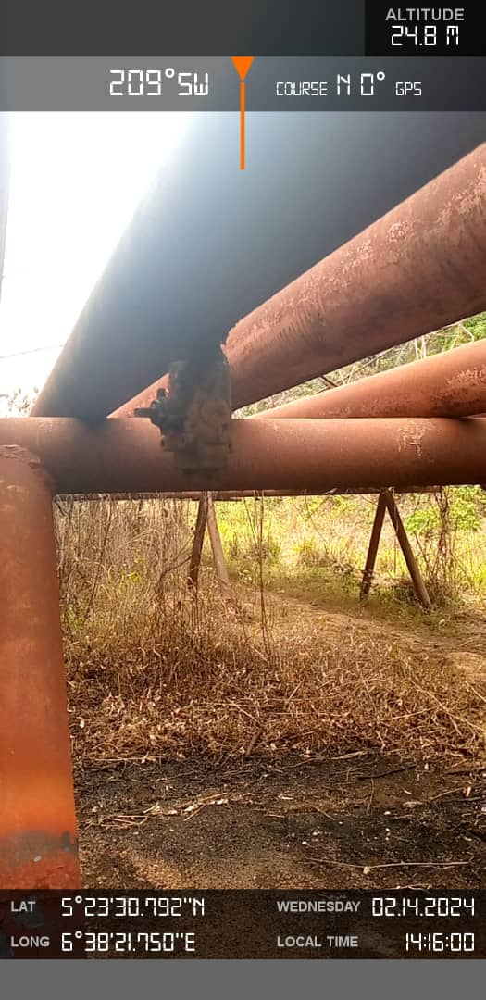 ALTITUDE
24.8 M
209°SW COURSE N 0° GPS
LAT 5°23'30.792"N WEDNESDAY 02.14.2024
LONG 6°38'21.750"E LOCAL TIME 14:16:00